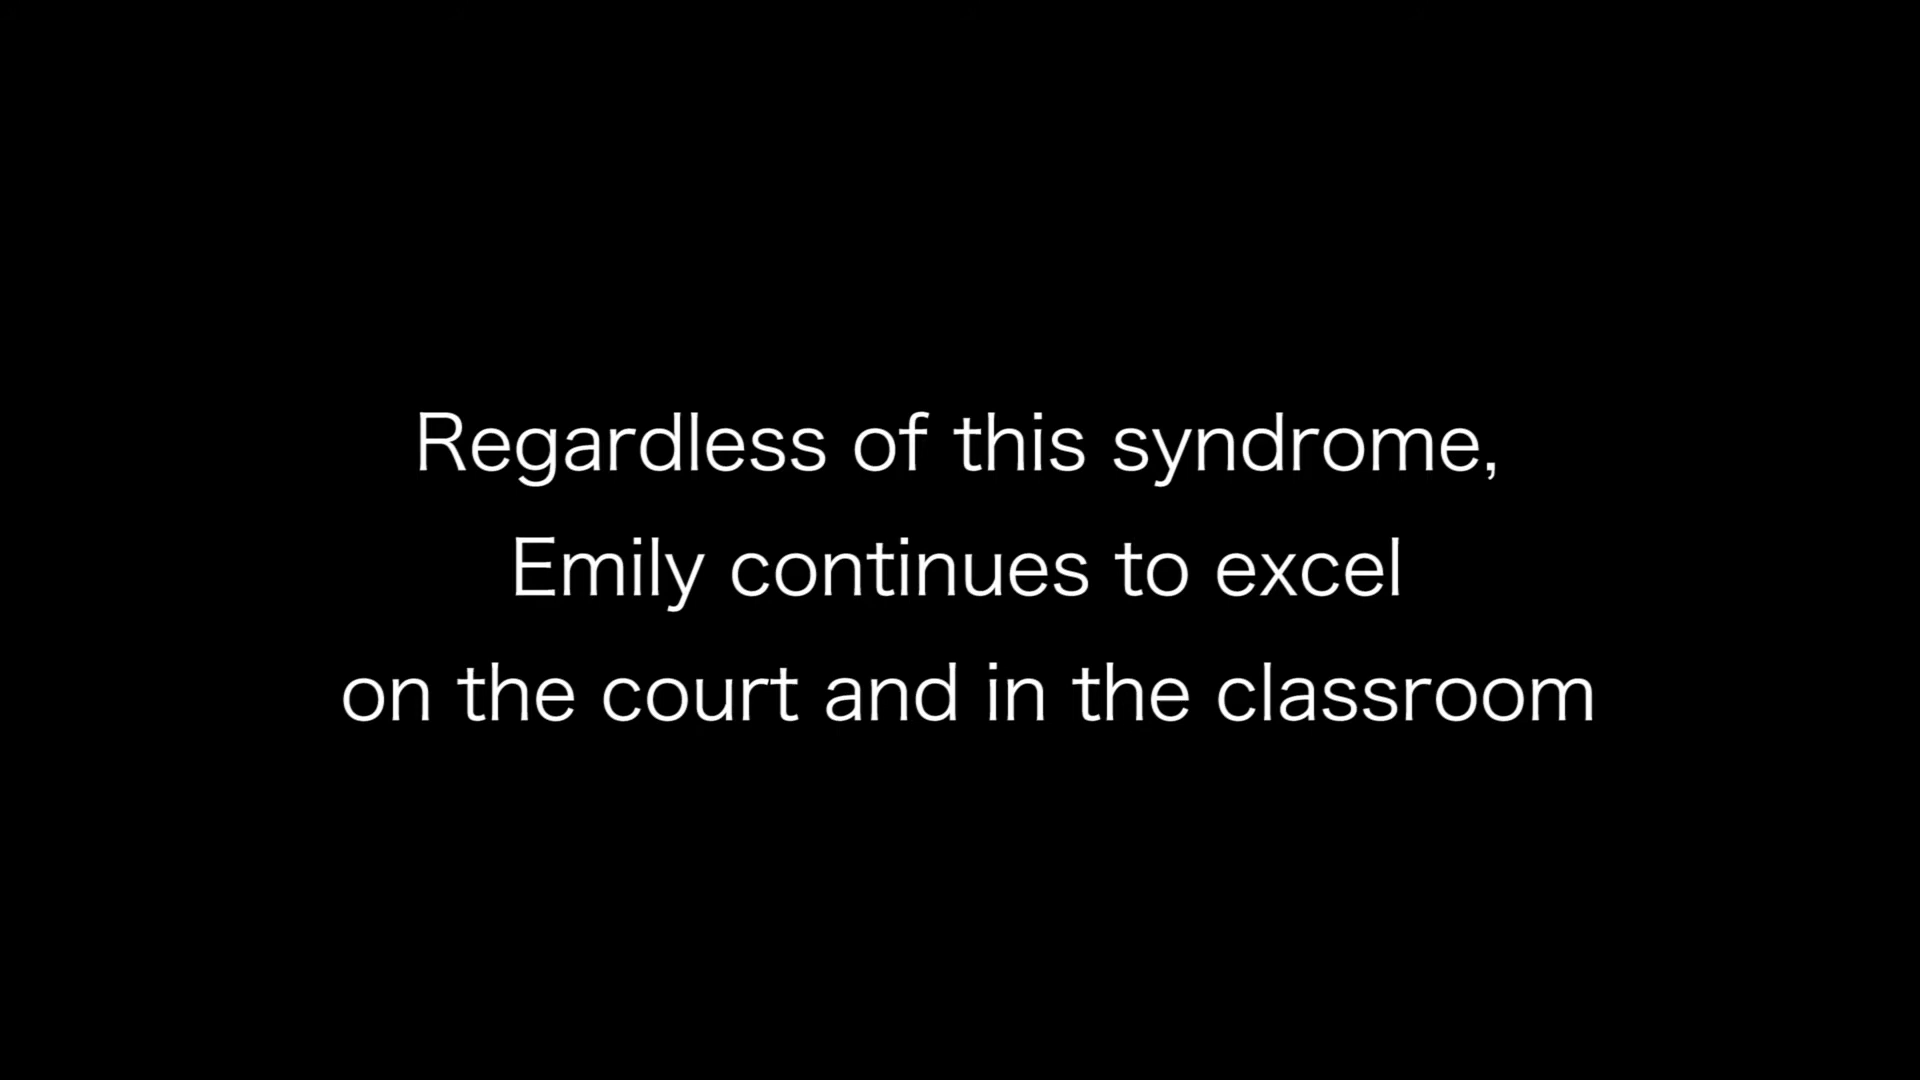 Regardless of this syndrome,
Emily continues to excel
on the court and in the classroom